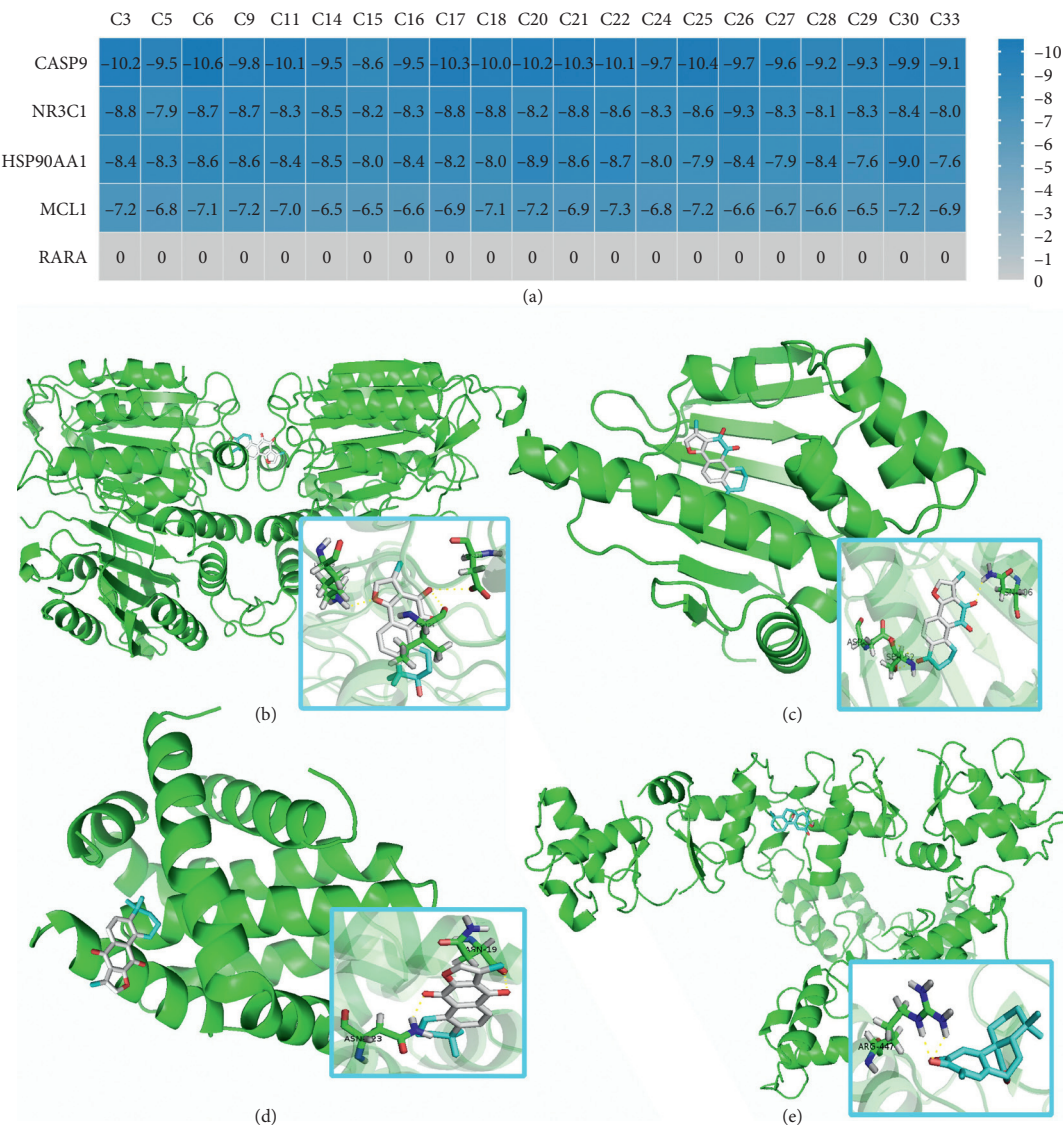 C3 C5 C6 C9 C11 C14 C15 C16 C17 C18 C20 C21 C22 C24 C25 C26 C27 C28 C29 C30 C33
CASP9 −10.2 −9.5 −10.6 −9.8 −10.1 −9.5 −8.6 −9.5 −10.3 −10.0 −10.2 −10.3 −10.1 −9.7 −10.4 −9.7 −9.6 −9.2 −9.3 −9.9 −9.1
NR3C1 −8.8 −7.9 −8.7 −8.7 −8.3 −8.5 −8.2 −8.3 −8.8 −8.8 −8.2 −8.8 −8.6 −8.3 −8.6 −9.3 −8.3 −8.1 −8.3 −8.4 −8.0
HSP90AA1 −8.4 −8.3 −8.6 −8.6 −8.4 −8.5 −8.0 −8.4 −8.2 −8.0 −8.9 −8.6 −8.7 −8.0 −7.9 −8.4 −7.9 −8.4 −7.6 −9.0 −7.6
MCL1 −7.2 −6.8 −7.1 −7.2 −7.0 −6.5 −6.5 −6.6 −6.9 −7.1 −7.2 −6.9 −7.3 −6.8 −7.2 −6.6 −6.7 −6.6 −6.5 −7.2 −6.9
RARA 0 0 0 0 0 0 0 0 0 0 0 0 0 0 0 0 0 0 0 0 0
−10
−9
−8
−7
−6
−5
−4
−3
−2
−1
0
(a)
(b)
(c)
ASN-19
(d)
ARG-447
(e)